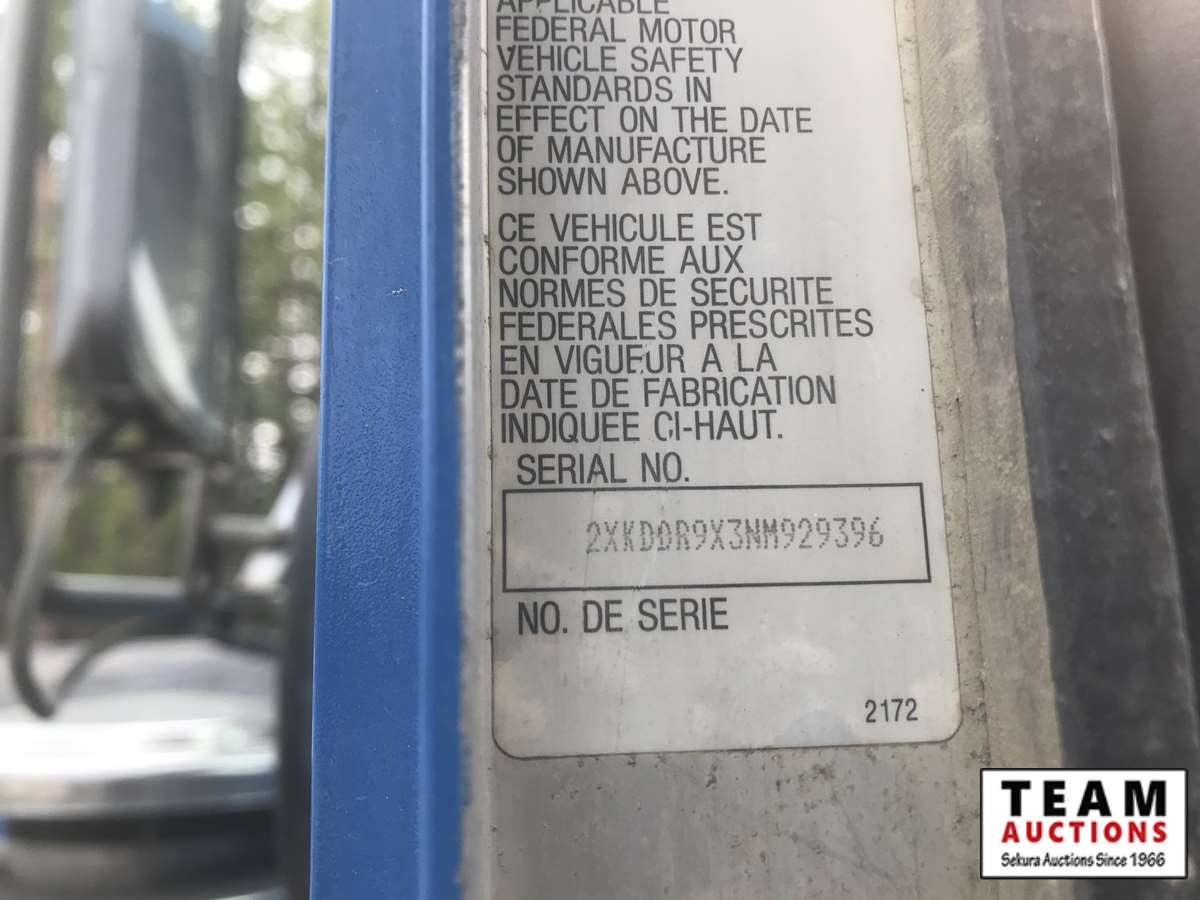 APPLICABLE
FEDERAL MOTOR
VEHICLE SAFETY
STANDARDS IN
EFFECT ON THE DATE
OF MANUFACTURE
SHOWN ABOVE.
CE VEHICULE EST
CONFORME AUX
NORMES DE SECURITE
FEDERALES PRESCRITES
EN VIGUEUR A LA
DATE DE FABRICATION
INDIQUEE CI-HAUT.
SERIAL NO.
2XKDDR9X3NM929396
NO. DE SERIE
2172
TEAM
AUCTIONS
Sekura Auctions Since 1966